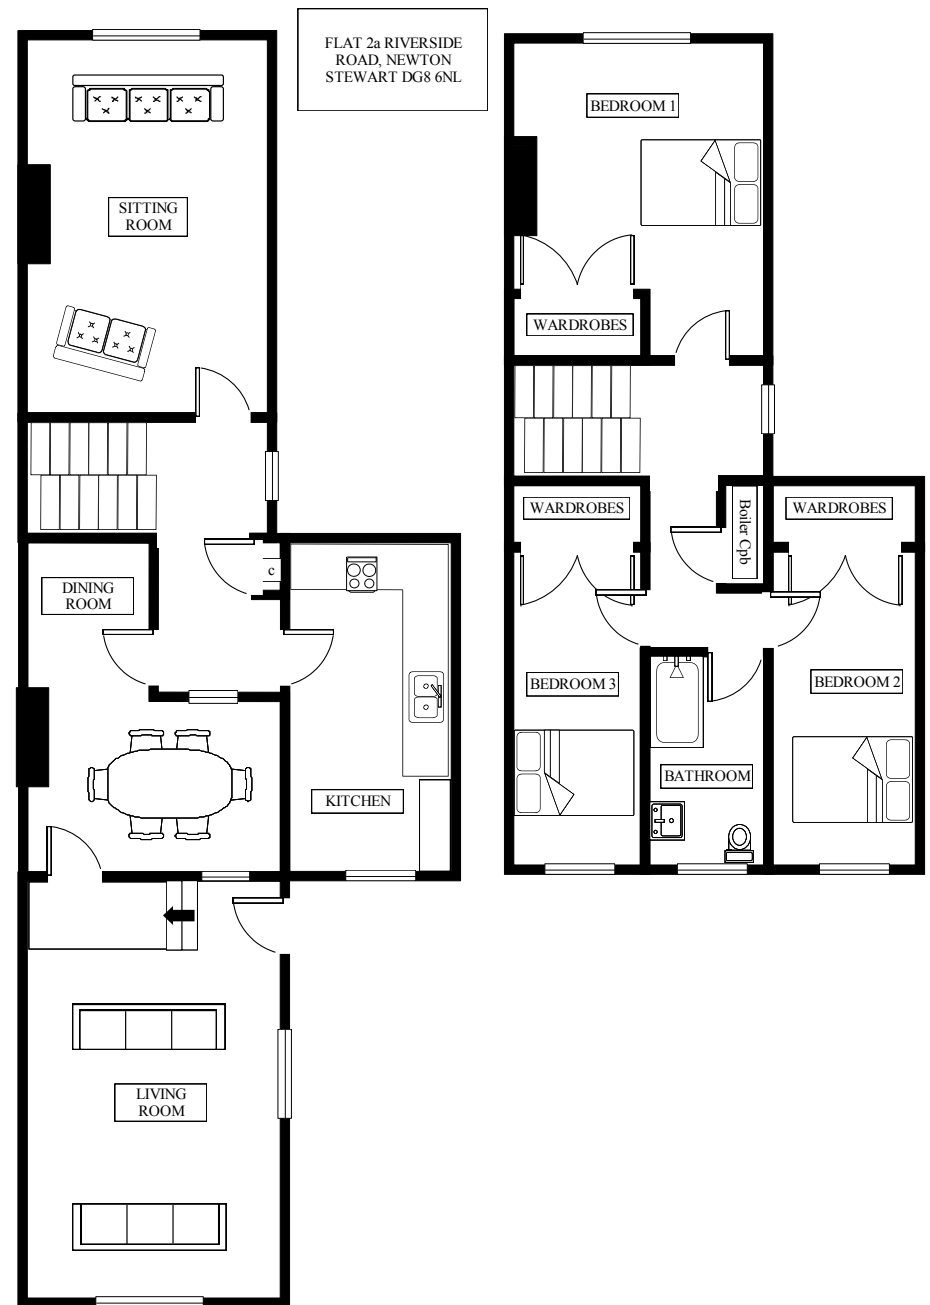 FLAT 2a RIVERSIDE
ROAD, NEWTON
STEWART DG8 6NL
SITTING
ROOM
c
DINING
ROOM
KITCHEN
LIVING
ROOM
BEDROOM 1
WARDROBES
WARDROBES
Boiler Cpb
WARDROBES
BEDROOM 3
BEDROOM 2
BATHROOM